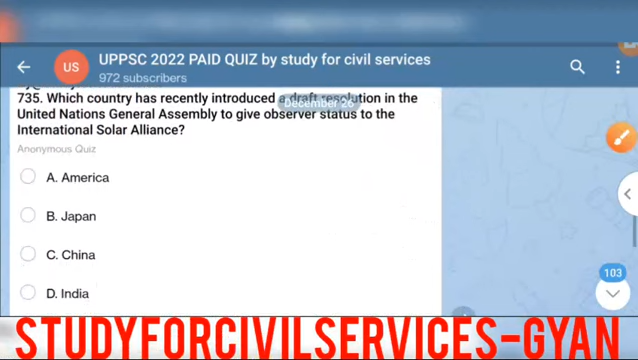 UPPSC 2022 PAID QUIZ by study for civil services
US
972 subscribers
735. Which country has recently introduced a draft resolution in the
December 26
United Nations General Assembly to give observer status to the
International Solar Alliance?
Anonymous Quiz
A. America
B. Japan
C. China
D. India
103
STUDYFORCIVILSERVICES-GYAN